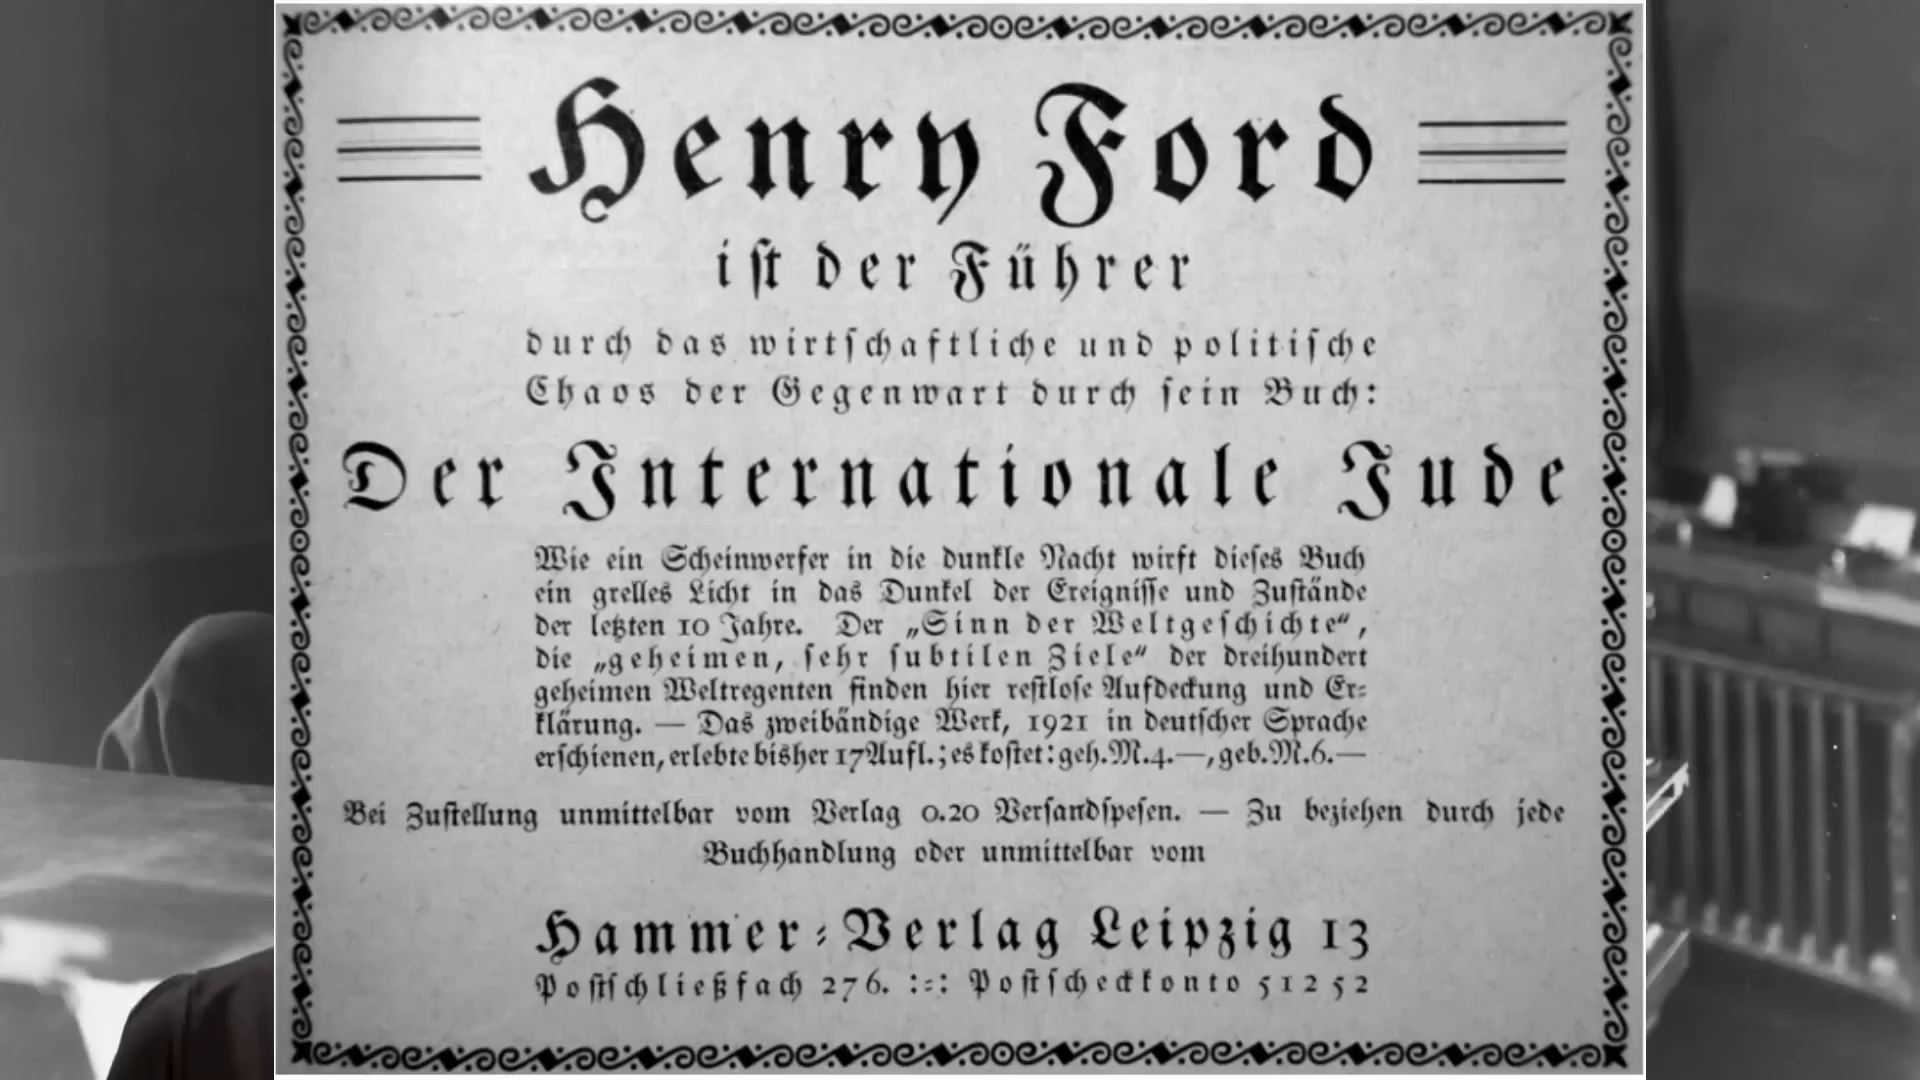 Henry Ford
ist der Führer
durch das wirtschaftliche und politische
Chaos der Gegenwart durch sein Buch:
Der Internationale Jude
Wie ein Scheinwerfer in die dunkle Nacht wirft dieses Buch
ein grelles Licht in das Dunkel der Ereignisse und Zustände
der letzten 10 Jahre. Der „Sinn der Weltgeschichte“,
die „geheimen, sehr subtilen Ziele“ der dreihundert
geheimen Weltregenten finden hier restlose Aufdeckung und Er-
klärung. — Das zweibändige Werk, 1921 in deutscher Sprache
erschienen, erlebte bisher 17 Aufl.; es kostet: geh. M. 4.—, geb. M. 6.—
Bei Zustellung unmittelbar vom Verlag 0.20 Versandspesen. — Zu beziehen durch jede
Buchhandlung oder unmittelbar vom
Hammer-Verlag Leipzig 13
Postschließfach 276. :-: Postscheckkonto 51252